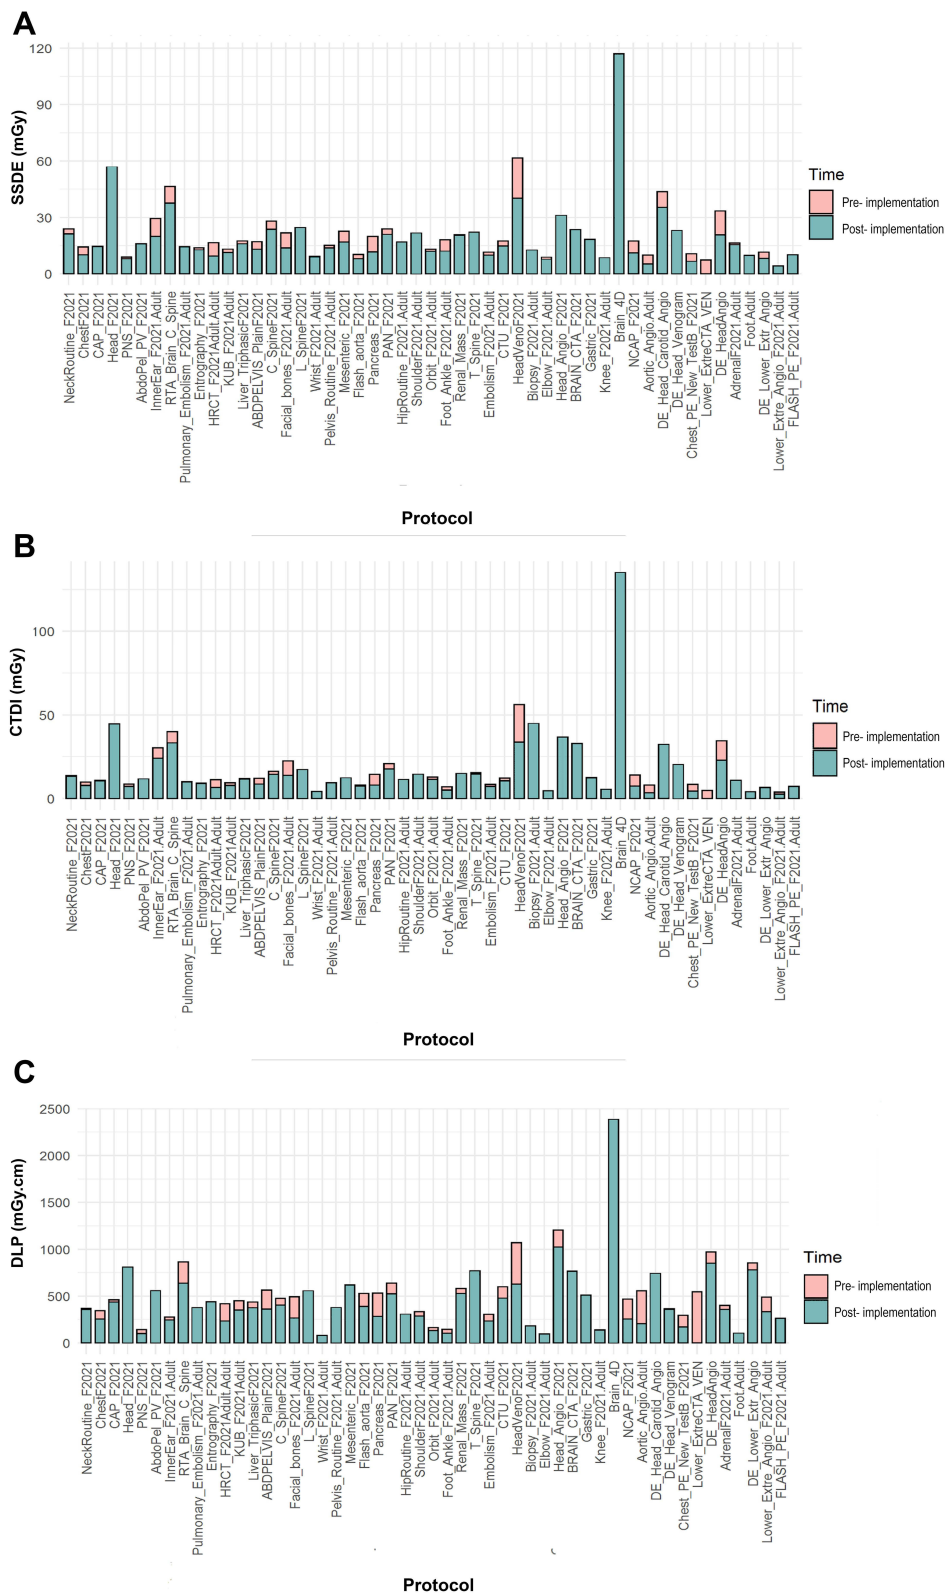 A
120
90
60
30
0
SSDE (mGy)
NeckRoutine_F2021
ChestF2021
CAP_F2021
Head_F2021
PNS_F2021
AbdoPel_PV_F2021
InnerEar_F2021.Adult
RTA_Brain_C_Spine
Pulmonary_Embolism_F2021.Adult
Entrography_F2021
HRCT_F2021Adult.Adult
KUB_F2021Adult
Liver_TriphasicF2021
ABDPELVIS_PlainF2021
C_SpineF2021
Facial_bones_F2021.Adult
L_SpineF2021
Wrist_F2021.Adult
Pelvis_Routine_F2021.Adult
Mesenteric_F2021
Flash_aorta_F2021
Pancreas_F2021
PAN_F2021
HipRoutine_F2021.Adult
ShoulderF2021.Adult
Orbit_F2021.Adult
Foot_Ankle_F2021.Adult
Renal_Mass_F2021
T_Spine_F2021
Embolism_F2021.Adult
CTU_F2021
HeadVenoF2021
Biopsy_F2021.Adult
Elbow_F2021.Adult
Head_Angio_F2021
BRAIN_CTA_F2021
Gastric_F2021
Knee_F2021.Adult
Brain_4D
NCAP_F2021
Aortic_Angio.Adult
DE_Head_Carotid_Angio
DE_Head_Venogram
Chest_PE_New_TestB_F2021
Lower_ExtreCTA_VEN
DE_HeadAngio
AdrenalF2021.Adult
Foot.Adult
DE_Lower_Extr_Angio
Lower_Extre_Angio_F2021.Adult
FLASH_PE_F2021.Adult
Time
Pre- implementation
Post- implementation
Protocol
B
100
50
0
CTDI (mGy)
NeckRoutine_F2021
ChestF2021
CAP_F2021
Head_F2021
PNS_F2021
AbdoPel_PV_F2021
InnerEar_F2021.Adult
RTA_Brain_C_Spine
Pulmonary_Embolism_F2021.Adult
Entrography_F2021
HRCT_F2021Adult.Adult
KUB_F2021Adult
Liver_TriphasicF2021
ABDPELVIS_PlainF2021
C_SpineF2021
Facial_bones_F2021.Adult
L_SpineF2021
Wrist_F2021.Adult
Pelvis_Routine_F2021.Adult
Mesenteric_F2021
Flash_aorta_F2021
Pancreas_F2021
PAN_F2021
HipRoutine_F2021.Adult
ShoulderF2021.Adult
Orbit_F2021.Adult
Foot_Ankle_F2021.Adult
Renal_Mass_F2021
T_Spine_F2021
Embolism_F2021.Adult
CTU_F2021
HeadVenoF2021
Biopsy_F2021.Adult
Elbow_F2021.Adult
Head_Angio_F2021
BRAIN_CTA_F2021
Gastric_F2021
Knee_F2021.Adult
Brain_4D
NCAP_F2021
Aortic_Angio.Adult
DE_Head_Carotid_Angio
DE_Head_Venogram
Chest_PE_New_TestB_F2021
Lower_ExtreCTA_VEN
DE_HeadAngio
AdrenalF2021.Adult
Foot.Adult
DE_Lower_Extr_Angio
Lower_Extre_Angio_F2021.Adult
FLASH_PE_F2021.Adult
Time
Pre- implementation
Post- implementation
Protocol
C
2500
2000
1500
1000
500
0
DLP (mGy.cm)
NeckRoutine_F2021
ChestF2021
CAP_F2021
Head_F2021
PNS_F2021
AbdoPel_PV_F2021
InnerEar_F2021.Adult
RTA_Brain_C_Spine
Pulmonary_Embolism_F2021.Adult
Entrography_F2021
HRCT_F2021Adult.Adult
KUB_F2021Adult
Liver_TriphasicF2021
ABDPELVIS_PlainF2021
C_SpineF2021
Facial_bones_F2021.Adult
L_SpineF2021
Wrist_F2021.Adult
Pelvis_Routine_F2021.Adult
Mesenteric_F2021
Flash_aorta_F2021
Pancreas_F2021
PAN_F2021
HipRoutine_F2021.Adult
ShoulderF2021.Adult
Orbit_F2021.Adult
Foot_Ankle_F2021.Adult
Renal_Mass_F2021
T_Spine_F2021
Embolism_F2021.Adult
CTU_F2021
HeadVenoF2021
Biopsy_F2021.Adult
Elbow_F2021.Adult
Head_Angio_F2021
BRAIN_CTA_F2021
Gastric_F2021
Knee_F2021.Adult
Brain_4D
NCAP_F2021
Aortic_Angio.Adult
DE_Head_Carotid_Angio
DE_Head_Venogram
Chest_PE_New_TestB_F2021
Lower_ExtreCTA_VEN
DE_HeadAngio
AdrenalF2021.Adult
Foot.Adult
DE_Lower_Extr_Angio
Lower_Extre_Angio_F2021.Adult
FLASH_PE_F2021.Adult
Time
Pre- implementation
Post- implementation
Protocol